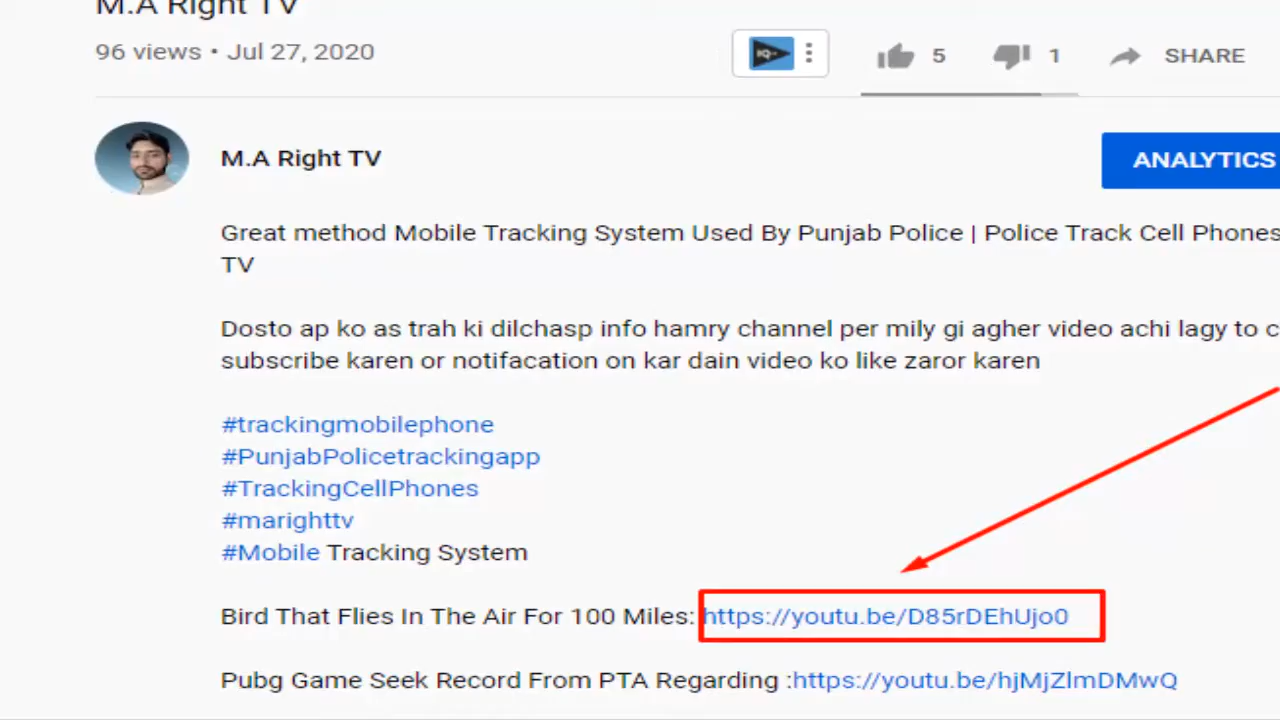 M.A Right TV
96 views • Jul 27, 2020
IQ
5
1
SHARE
M.A Right TV
ANALYTICS
Great method Mobile Tracking System Used By Punjab Police | Police Track Cell Phones
TV
Dosto ap ko as trah ki dilchasp info hamry channel per mily gi agher video achi lagy to c
subscribe karen or notifacation on kar dain video ko like zaror karen
#trackingmobilephone
#PunjabPolicetrackingapp
#TrackingCellPhones
#marighttv
#Mobile Tracking System
Bird That Flies In The Air For 100 Miles: https://youtu.be/D85rDEhUjo0
Pubg Game Seek Record From PTA Regarding :https://youtu.be/hjMjZlmDMwQ